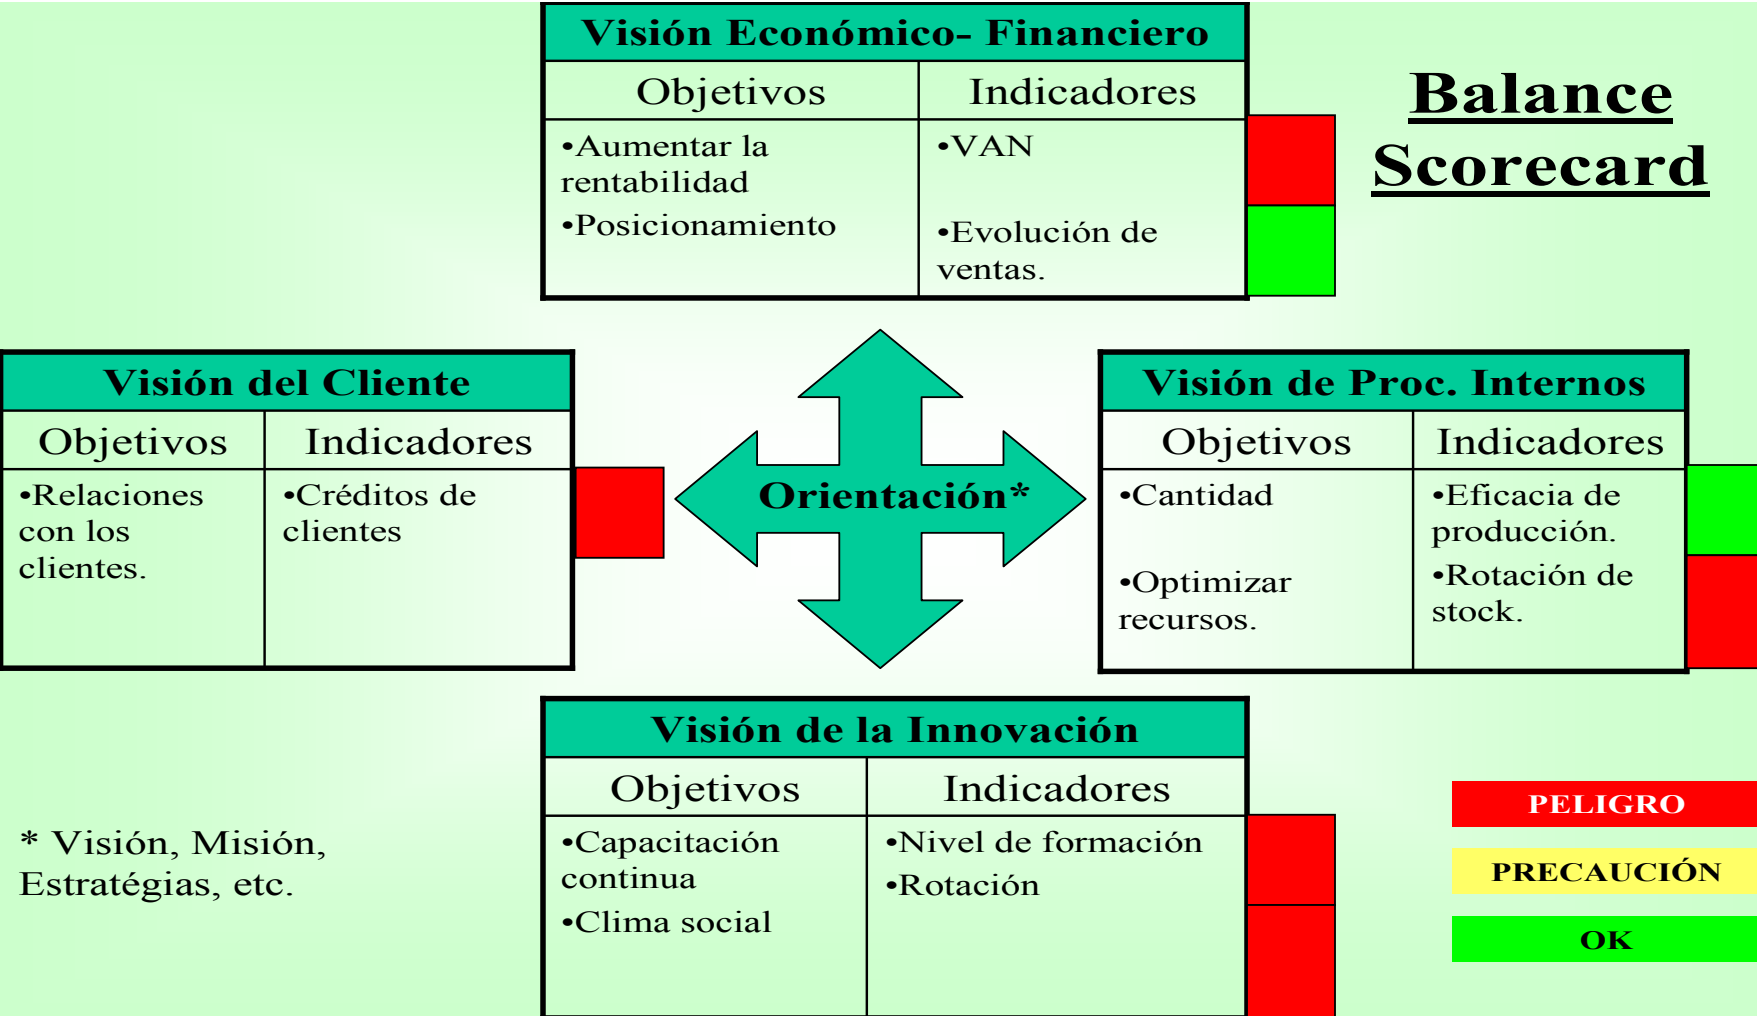 Visión Económico- Financiero
Objetivos
Indicadores
•Aumentar la
rentabilidad
•Posicionamiento
•VAN
•Evolución de
ventas.
Balance
Scorecard
Visión del Cliente
Objetivos
Indicadores
•Relaciones
con los
clientes.
•Créditos de
clientes
Orientación*
Visión de Proc. Internos
Objetivos
Indicadores
•Cantidad
•Optimizar
recursos.
•Eficacia de
producción.
•Rotación de
stock.
Visión de la Innovación
Objetivos
Indicadores
•Capacitación
continua
•Clima social
•Nivel de formación
•Rotación
* Visión, Misión,
Estratégias, etc.
PELIGRO
PRECAUCIÓN
OK